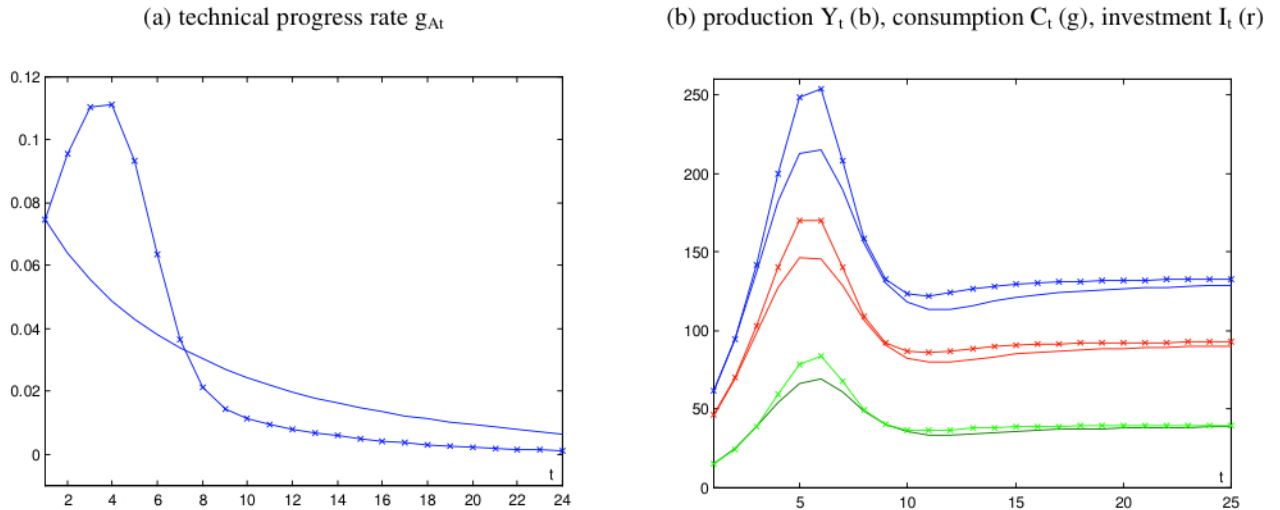 (a) technical progress rate g_At
0.12
0.1
0.08
0.06
0.04
0.02
0
2 4 6 8 10 12 14 16 18 20 22 24
t
(b) production Y_t (b), consumption C_t (g), investment I_t (r)
250
200
150
100
50
0
5 10 15 20 25
t